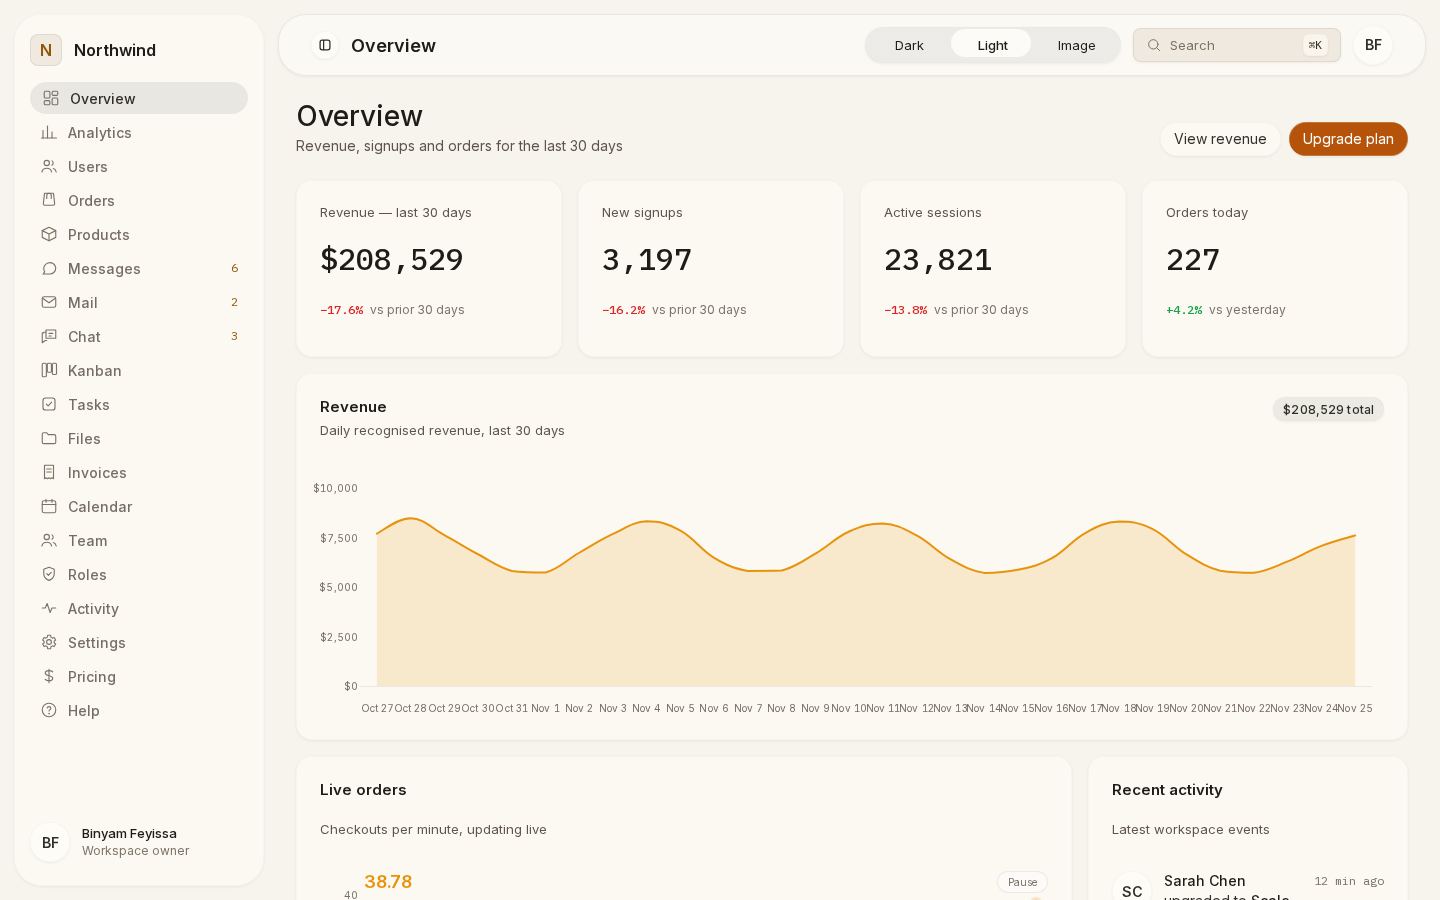 N
Northwind
Overview
Analytics
Users
Orders
Products
Messages 6
Mail 2
Chat 3
Kanban
Tasks
Files
Invoices
Calendar
Team
Roles
Activity
Settings
Pricing
Help
BF
Binyam Feyissa
Workspace owner
Overview
Dark Light Image
Search ⌘K
BF
Overview
Revenue, signups and orders for the last 30 days
View revenue
Upgrade plan
Revenue — last 30 days
$208,529
−17.6% vs prior 30 days
New signups
3,197
−16.2% vs prior 30 days
Active sessions
23,821
−13.8% vs prior 30 days
Orders today
227
+4.2% vs yesterday
Revenue
Daily recognised revenue, last 30 days
$208,529 total
$10,000
$7,500
$5,000
$2,500
$0
Oct 27 Oct 28 Oct 29 Oct 30 Oct 31 Nov 1 Nov 2 Nov 3 Nov 4 Nov 5 Nov 6 Nov 7 Nov 8 Nov 9 Nov 10 Nov 11 Nov 12 Nov 13 Nov 14 Nov 15 Nov 16 Nov 17 Nov 18 Nov 19 Nov 20 Nov 21 Nov 22 Nov 23 Nov 24 Nov 25
Live orders
Checkouts per minute, updating live
38.78
Pause
40
Recent activity
Latest workspace events
SC
Sarah Chen
12 min ago
upgraded to Scale